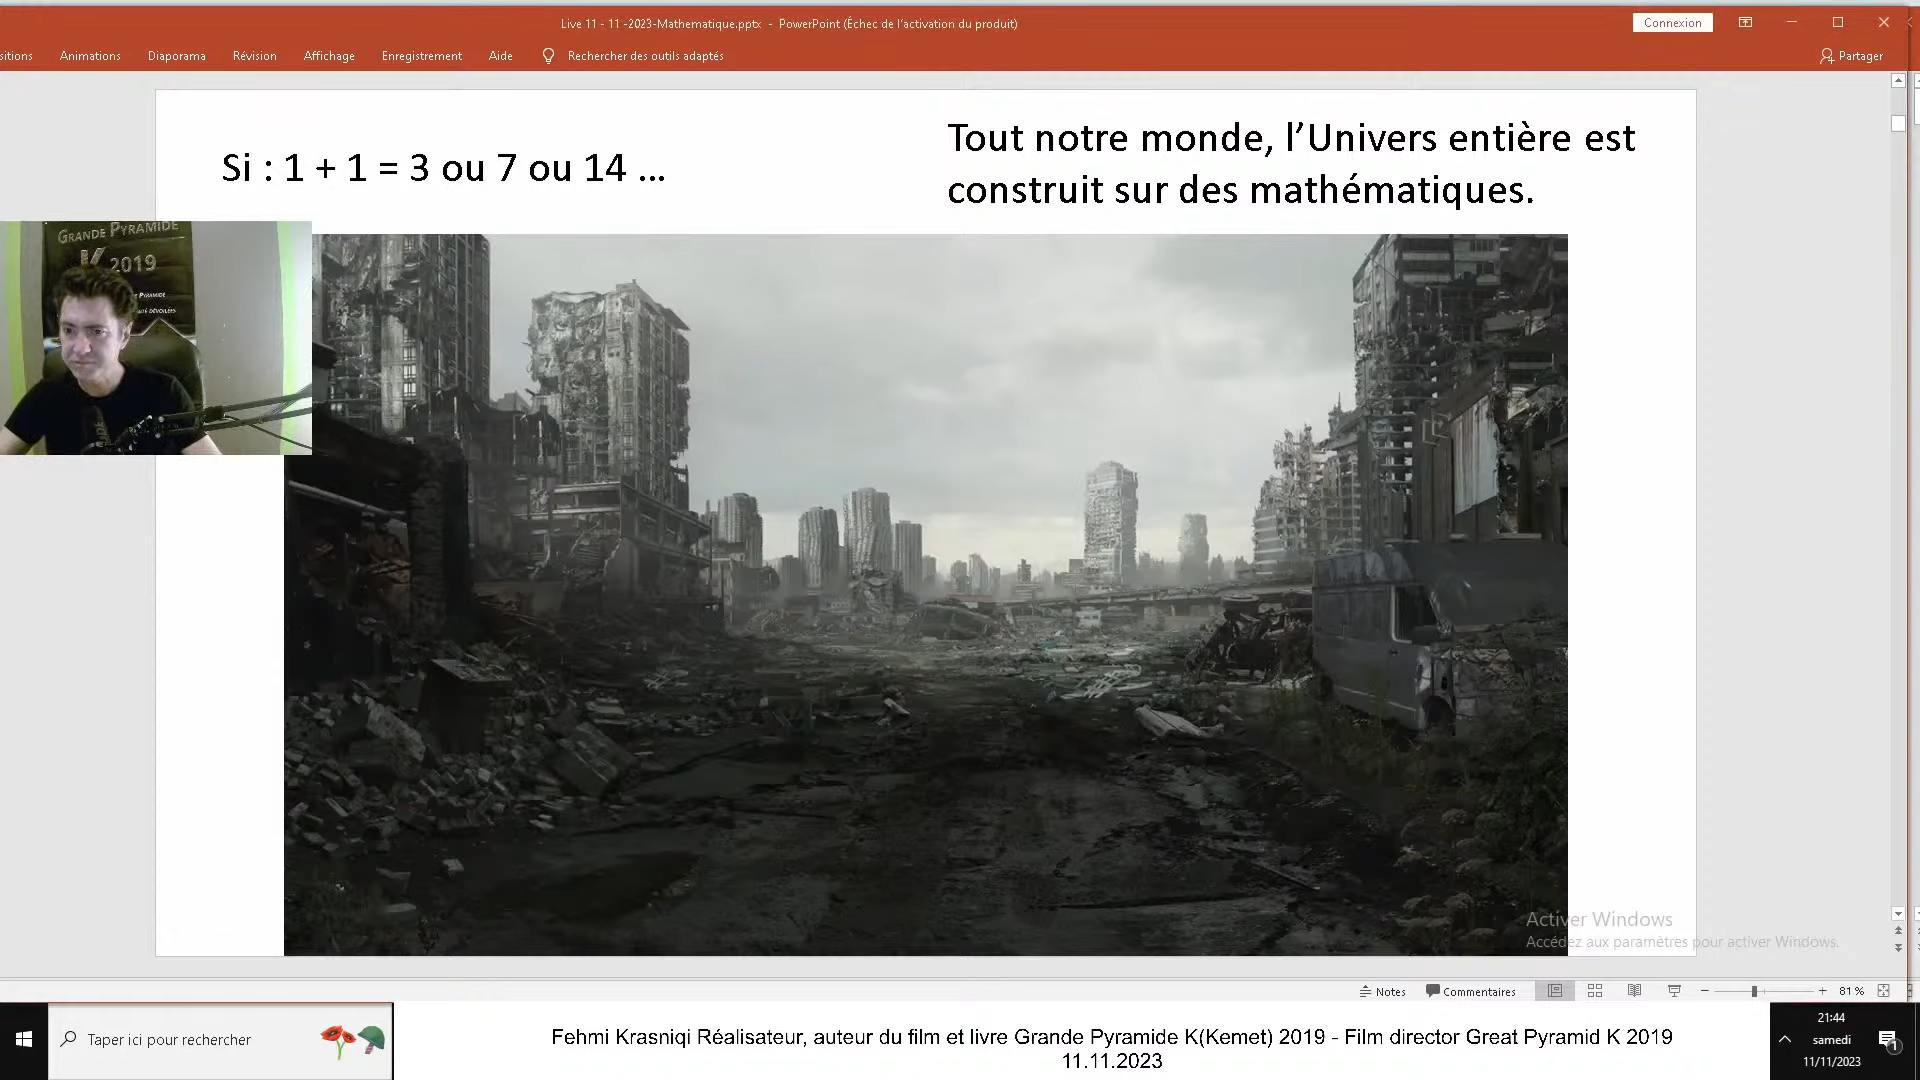 Live 11 - 11 -2023-Mathematique.pptx - PowerPoint (Échec de l'activation du produit)
Connexion
sitions Animations Diaporama Révision Affichage Enregistrement Aide Rechercher des outils adaptés
Partager
Si : 1 + 1 = 3 ou 7 ou 14 ...
Tout notre monde, l’Univers entière est
construit sur des mathématiques.
GRANDE PYRAMIDE
K 2019
Activer Windows
Accédez aux paramètres pour activer Windows.
Notes Commentaires 81 %
Taper ici pour rechercher
Fehmi Krasniqi Réalisateur, auteur du film et livre Grande Pyramide K(Kemet) 2019 - Film director Great Pyramid K 2019
11.11.2023
21:44
samedi
11/11/2023
1